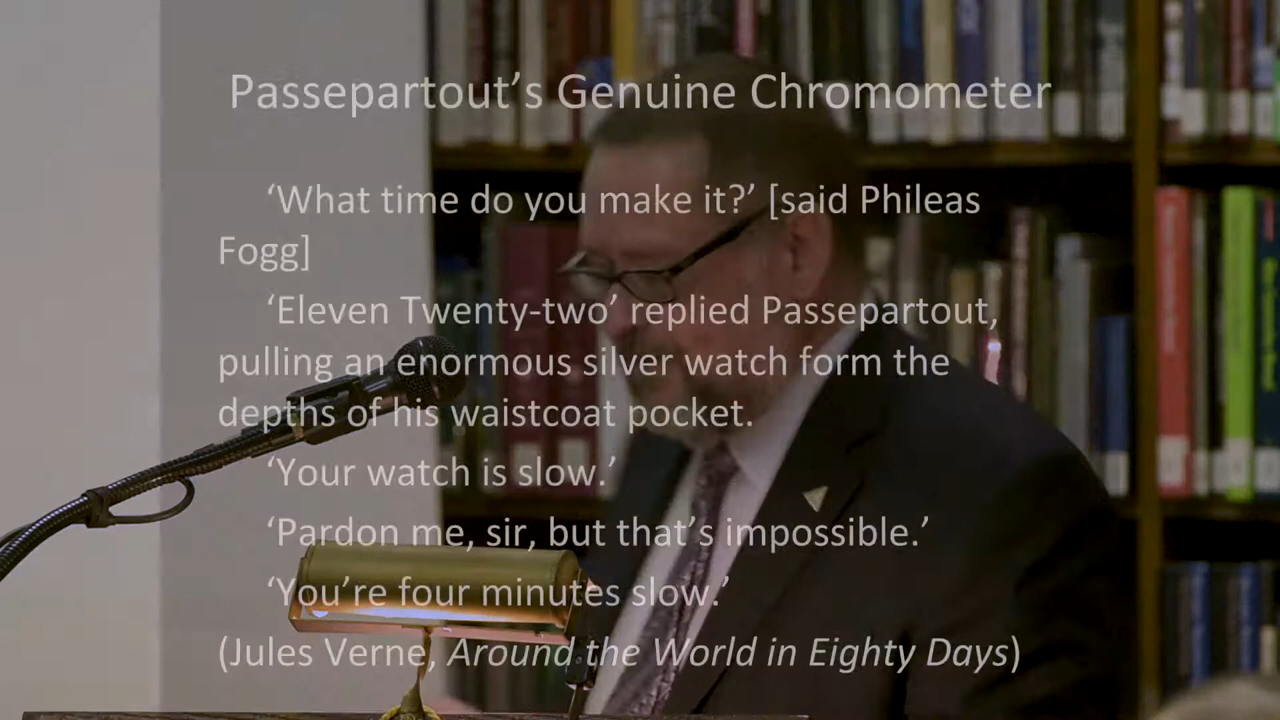 Passepartout’s Genuine Chromometer
‘What time do you make it?’ [said Phileas
Fogg]
‘Eleven Twenty-two’ replied Passepartout,
pulling an enormous silver watch form the
depths of his waistcoat pocket.
‘Your watch is slow.’
‘Pardon me, sir, but that’s impossible.’
‘You’re four minutes slow.’
(Jules Verne, Around the World in Eighty Days)